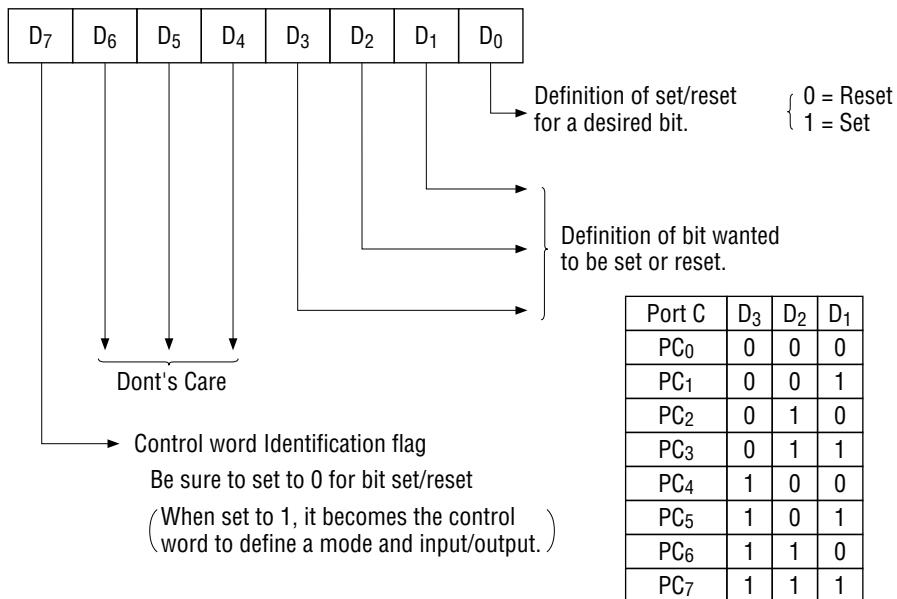 D₇ D₆ D₅ D₄ D₃ D₂ D₁ D₀
Definition of set/reset
for a desired bit.
0 = Reset
1 = Set
Definition of bit wanted
to be set or reset.
Dont's Care
Control word Identification flag
Be sure to set to 0 for bit set/reset
(When set to 1, it becomes the control
word to define a mode and input/output.)
Port C D₃ D₂ D₁
PC₀ 0 0 0
PC₁ 0 0 1
PC₂ 0 1 0
PC₃ 0 1 1
PC₄ 1 0 0
PC₅ 1 0 1
PC₆ 1 1 0
PC₇ 1 1 1